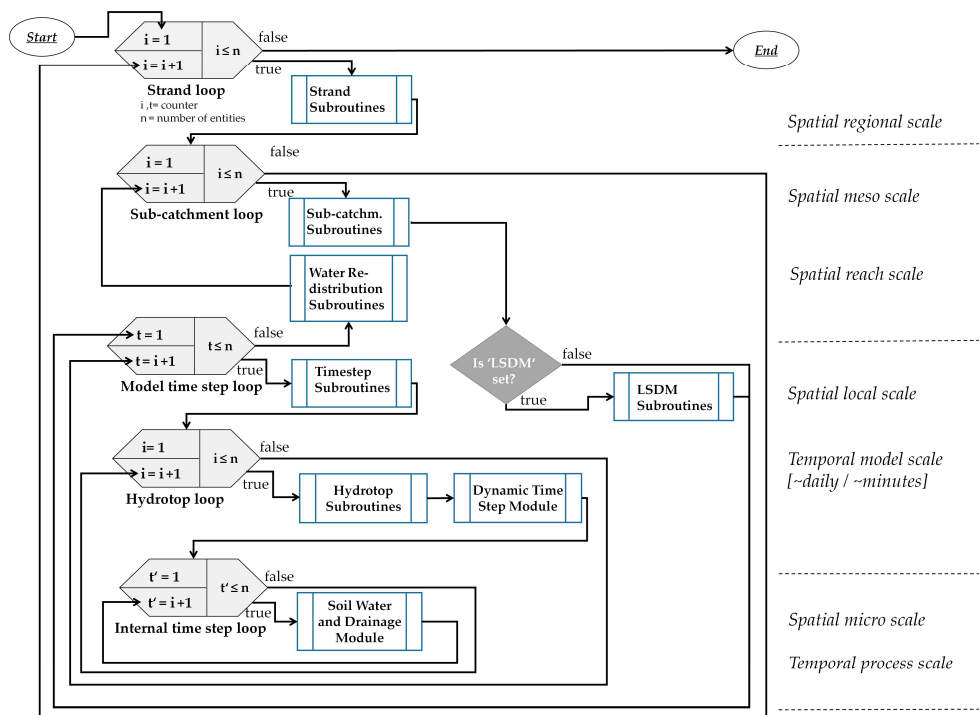 Start
i = 1
i = i +1
i ≤ n
false
true
End
Strand loop
i ,t= counter
n = number of entities
Strand
Subroutines
Spatial regional scale
i = 1
i = i+1
i ≤ n
false
true
Sub-catchment loop
Sub-catchm.
Subroutines
Spatial meso scale
Water Re-
distribution
Subroutines
Spatial reach scale
t = 1
t = i+1
t ≤ n
false
true
Model time step loop
Timestep
Subroutines
Is ‘LSDM‘
set?
false
true
LSDM
Subroutines
Spatial local scale
i= 1
i = i+1
i ≤ n
false
true
Hydrotop loop
Hydrotop
Subroutines
Dynamic Time
Step Module
Temporal model scale
[~daily / ~minutes]
t‘ = 1
t‘ = i+1
t‘ ≤ n
false
true
Internal time step loop
Soil Water
and Drainage
Module
Spatial micro scale
Temporal process scale